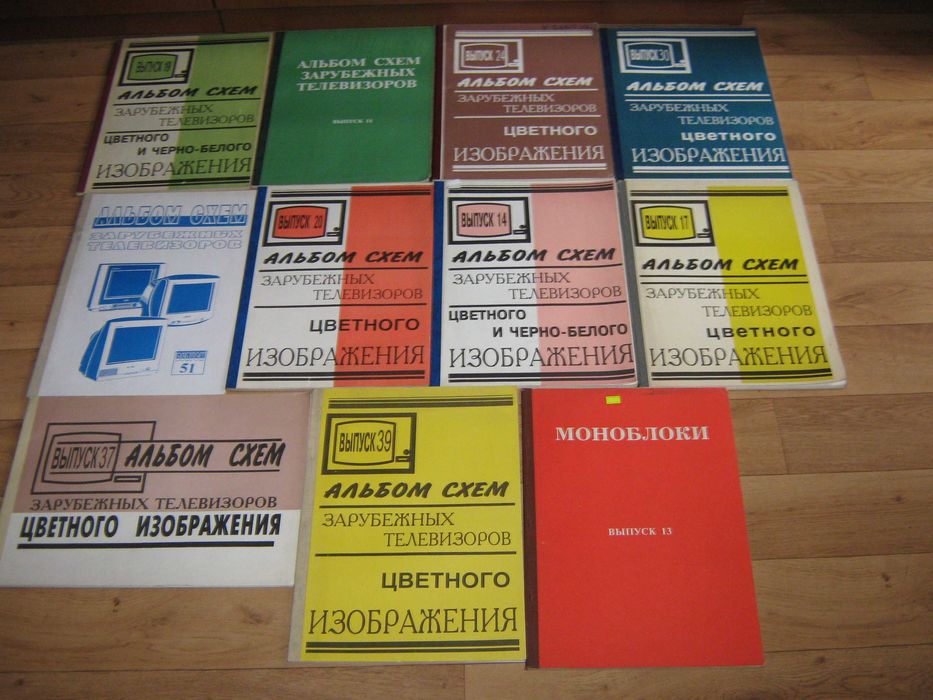 ВЫПУСК 19
АЛЬБОМ СХЕМ
ЗАРУБЕЖНЫХ
ТЕЛЕВИЗОРОВ
ЦВЕТНОГО
И ЧЕРНО-БЕЛОГО
ИЗОБРАЖЕНИЯ
АЛЬБОМ СХЕМ
ЗАРУБЕЖНЫХ
ТЕЛЕВИЗОРОВ
ВЫПУСК
ВЫПУСК 24
АЛЬБОМ СХЕМ
ЗАРУБЕЖНЫХ
ТЕЛЕВИЗОРОВ
ЦВЕТНОГО
ИЗОБРАЖЕНИЯ
ВЫПУСК 30
АЛЬБОМ СХЕМ
ЗАРУБЕЖНЫХ
ТЕЛЕВИЗОРОВ
ЦВЕТНОГО
ИЗОБРАЖЕНИЯ
АЛЬБОМ СХЕМ
ЗАРУБЕЖНЫХ
ТЕЛЕВИЗОРОВ
51
ВЫПУСК 20
АЛЬБОМ СХЕМ
ЗАРУБЕЖНЫХ
ТЕЛЕВИЗОРОВ
ЦВЕТНОГО
ИЗОБРАЖЕНИЯ
ВЫПУСК 14
АЛЬБОМ СХЕМ
ЗАРУБЕЖНЫХ
ТЕЛЕВИЗОРОВ
ЦВЕТНОГО
И ЧЕРНО-БЕЛОГО
ИЗОБРАЖЕНИЯ
ВЫПУСК 17
АЛЬБОМ СХЕМ
ЗАРУБЕЖНЫХ
ТЕЛЕВИЗОРОВ
ЦВЕТНОГО
ИЗОБРАЖЕНИЯ
ВЫПУСК 37 АЛЬБОМ СХЕМ
ЗАРУБЕЖНЫХ ТЕЛЕВИЗОРОВ
ЦВЕТНОГО ИЗОБРАЖЕНИЯ
ВЫПУСК 39
АЛЬБОМ СХЕМ
ЗАРУБЕЖНЫХ
ТЕЛЕВИЗОРОВ
ЦВЕТНОГО
ИЗОБРАЖЕНИЯ
МОНОБЛОКИ
ВЫПУСК 13